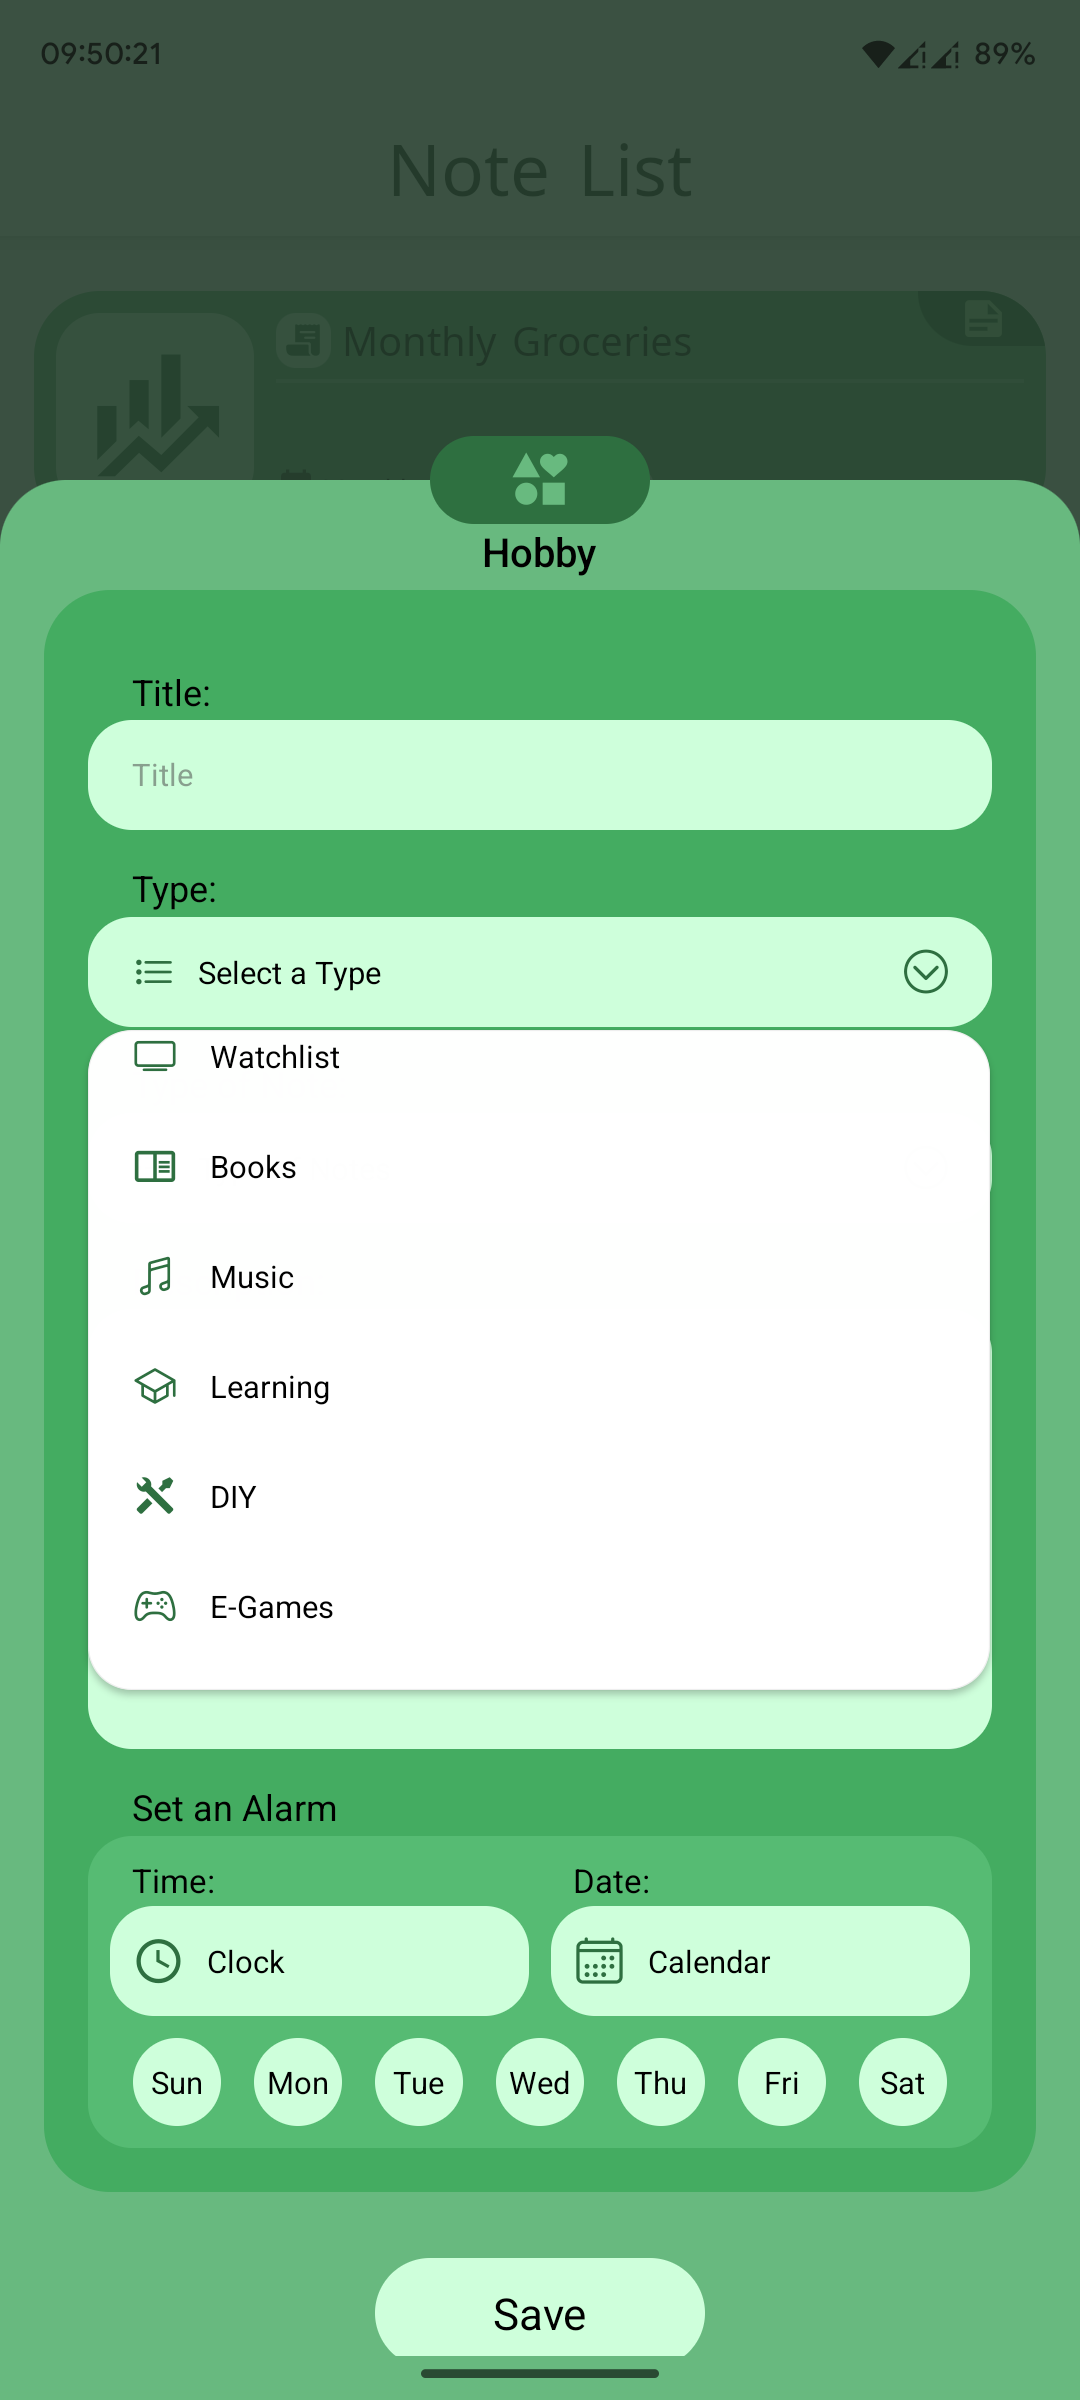 09:50:21 89%
Note List
Monthly Groceries
Hobby
Title:
Title
Type:
Select a Type
Watchlist
Books
Music
Learning
DIY
E-Games
Set an Alarm
Time: Date:
Clock Calendar
Sun Mon Tue Wed Thu Fri Sat
Save